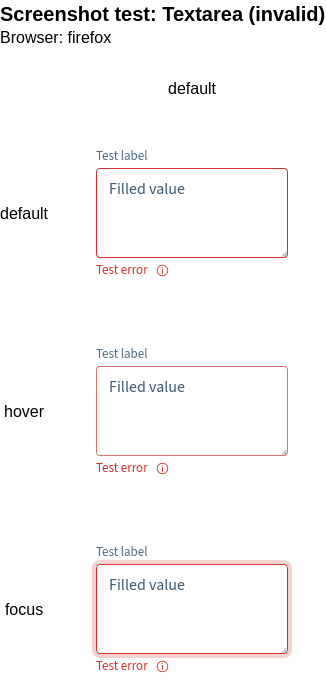 Screenshot test: Textarea (invalid)
Browser: firefox
default
Test label
Filled value
default
Test error
Test label
Filled value
hover
Test error
Test label
Filled value
focus
Test error